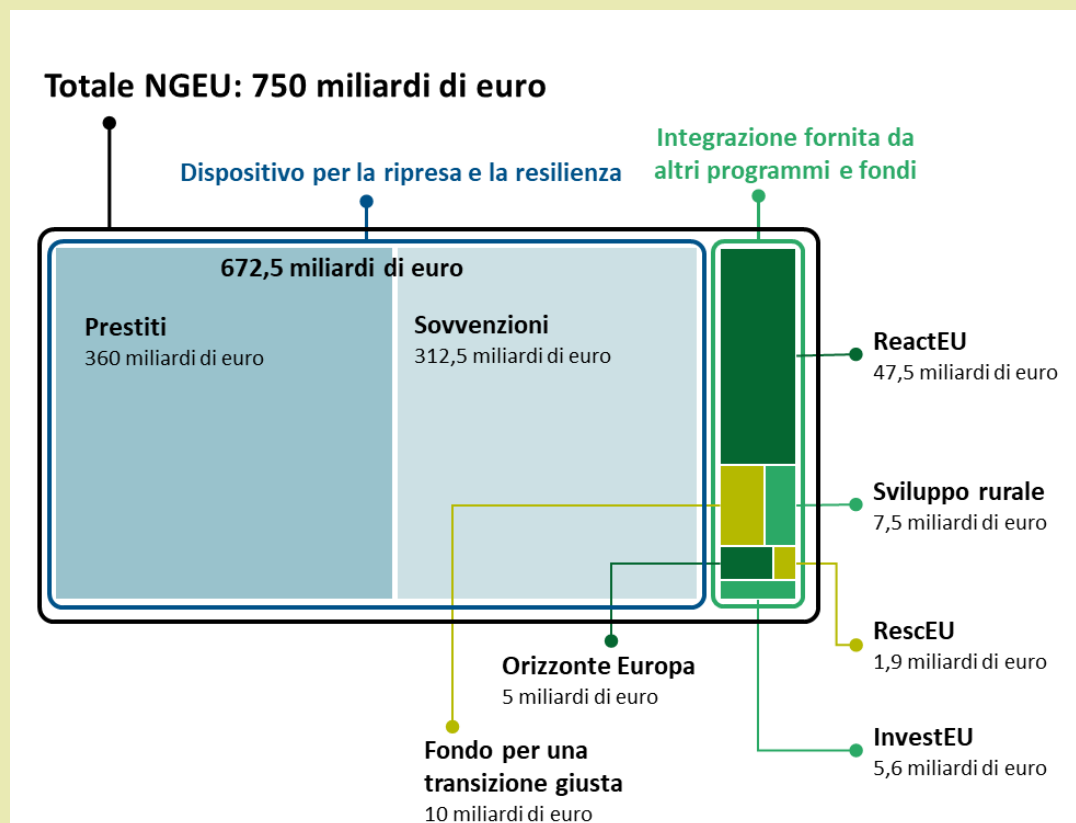 Totale NGEU: 750 miliardi di euro
Dispositivo per la ripresa e la resilienza
Integrazione fornita da
altri programmi e fondi
672,5 miliardi di euro
Prestiti
360 miliardi di euro
Sovvenzioni
312,5 miliardi di euro
ReactEU
47,5 miliardi di euro
Sviluppo rurale
7,5 miliardi di euro
RescEU
1,9 miliardi di euro
Orizzonte Europa
5 miliardi di euro
InvestEU
5,6 miliardi di euro
Fondo per una
transizione giusta
10 miliardi di euro